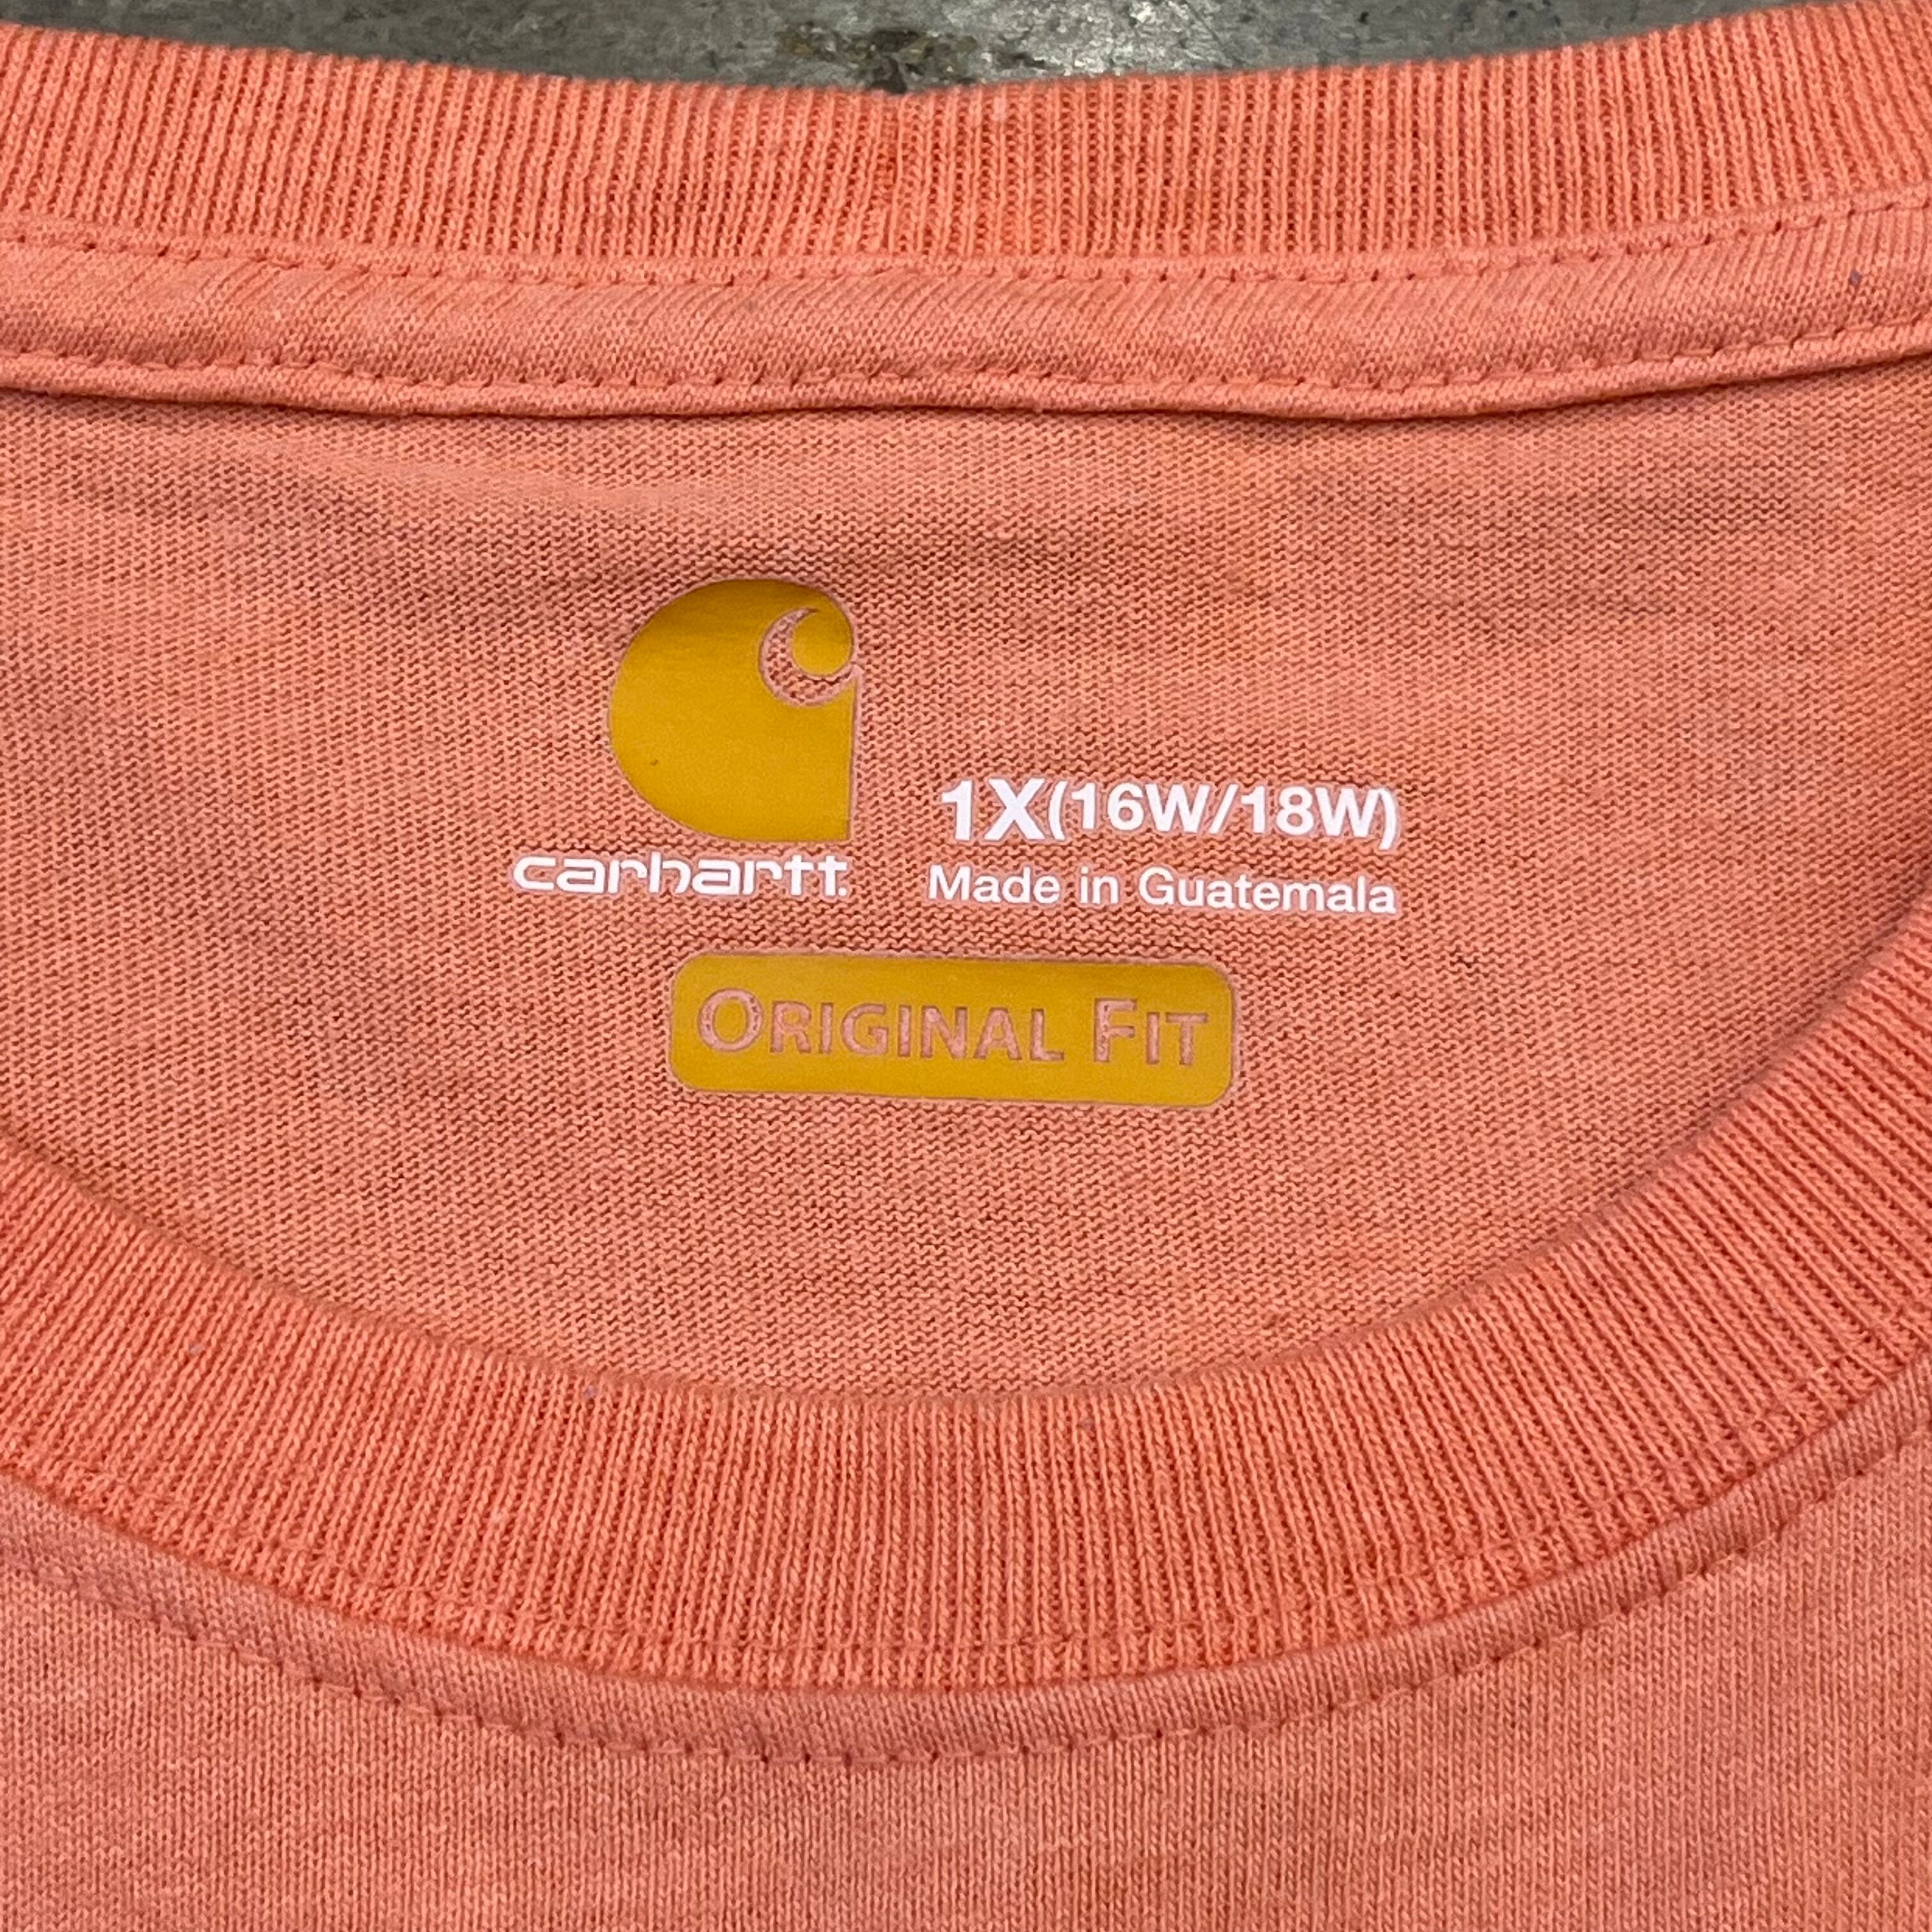 carhartt.
1X(16W/18W)
Made in Guatemala
ORIGINAL FIT